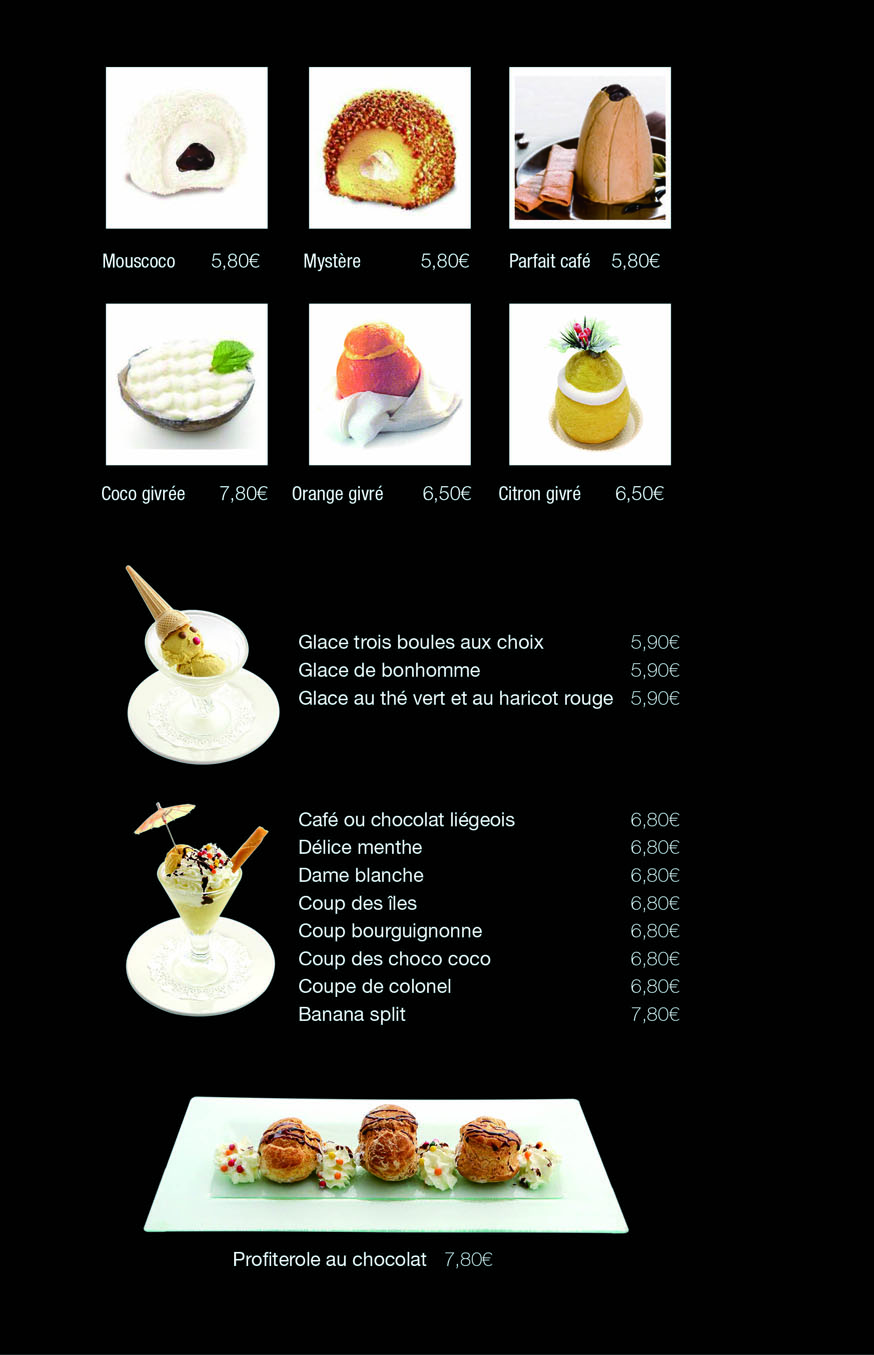 Mouscoco 5,80€ Mystère 5,80€ Parfait café 5,80€
Coco givrée 7,80€ Orange givré 6,50€ Citron givré 6,50€
Glace trois boules aux choix 5,90€
Glace de bonhomme 5,90€
Glace au thé vert et au haricot rouge 5,90€
Café ou chocolat liégeois 6,80€
Délice menthe 6,80€
Dame blanche 6,80€
Coup des îles 6,80€
Coup bourguignonne 6,80€
Coup des choco coco 6,80€
Coupe de colonel 6,80€
Banana split 7,80€
Profiterole au chocolat 7,80€